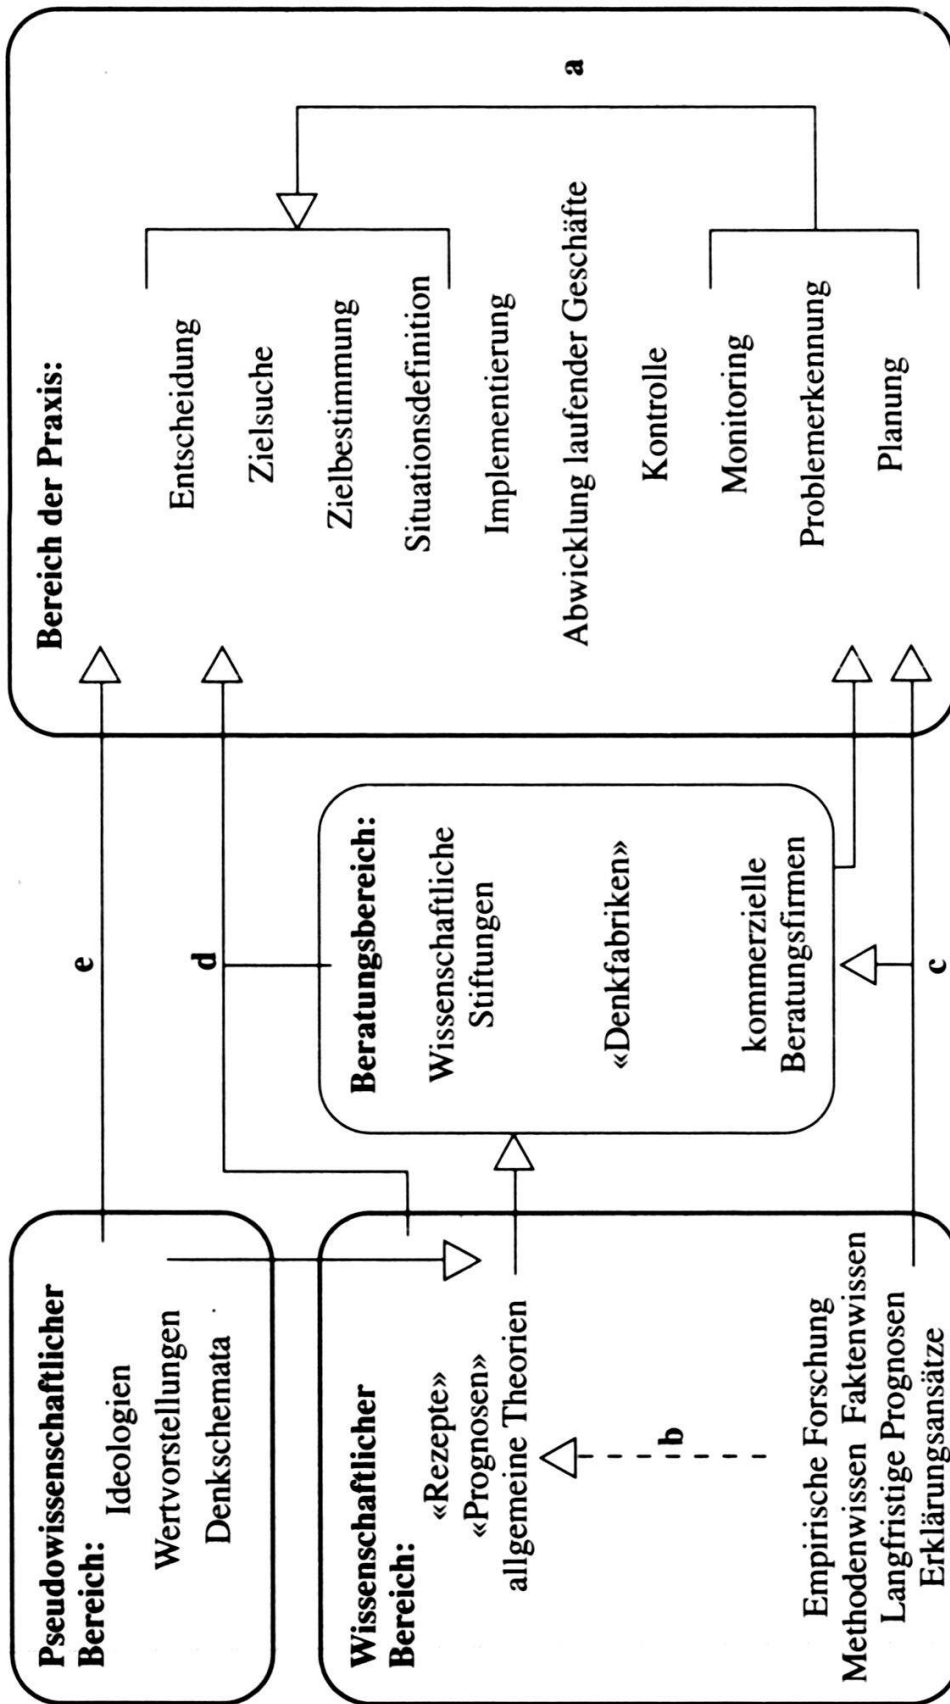 Pseudowissenschaftlicher
Bereich:
Ideologien
Wertvorstellungen
Denkschemata
Wissenschaftlicher
Bereich:
«Rezepte»
«Prognosen»
allgemeine Theorien
b
Empirische Forschung
Methodenwissen Faktenwissen
Langfristige Prognosen
Erklärungsansätze
e
d
Beratungsbereich:
Wissenschaftliche
Stiftungen
«Denkfabriken»
kommerzielle
Beratungsfirmen
c
Bereich der Praxis:
Entscheidung
Zielsuche
Zielbestimmung
Situationsdefinition
Implementierung
Abwicklung laufender Geschäfte
Kontrolle
Monitoring
Problemerkennung
Planung
a